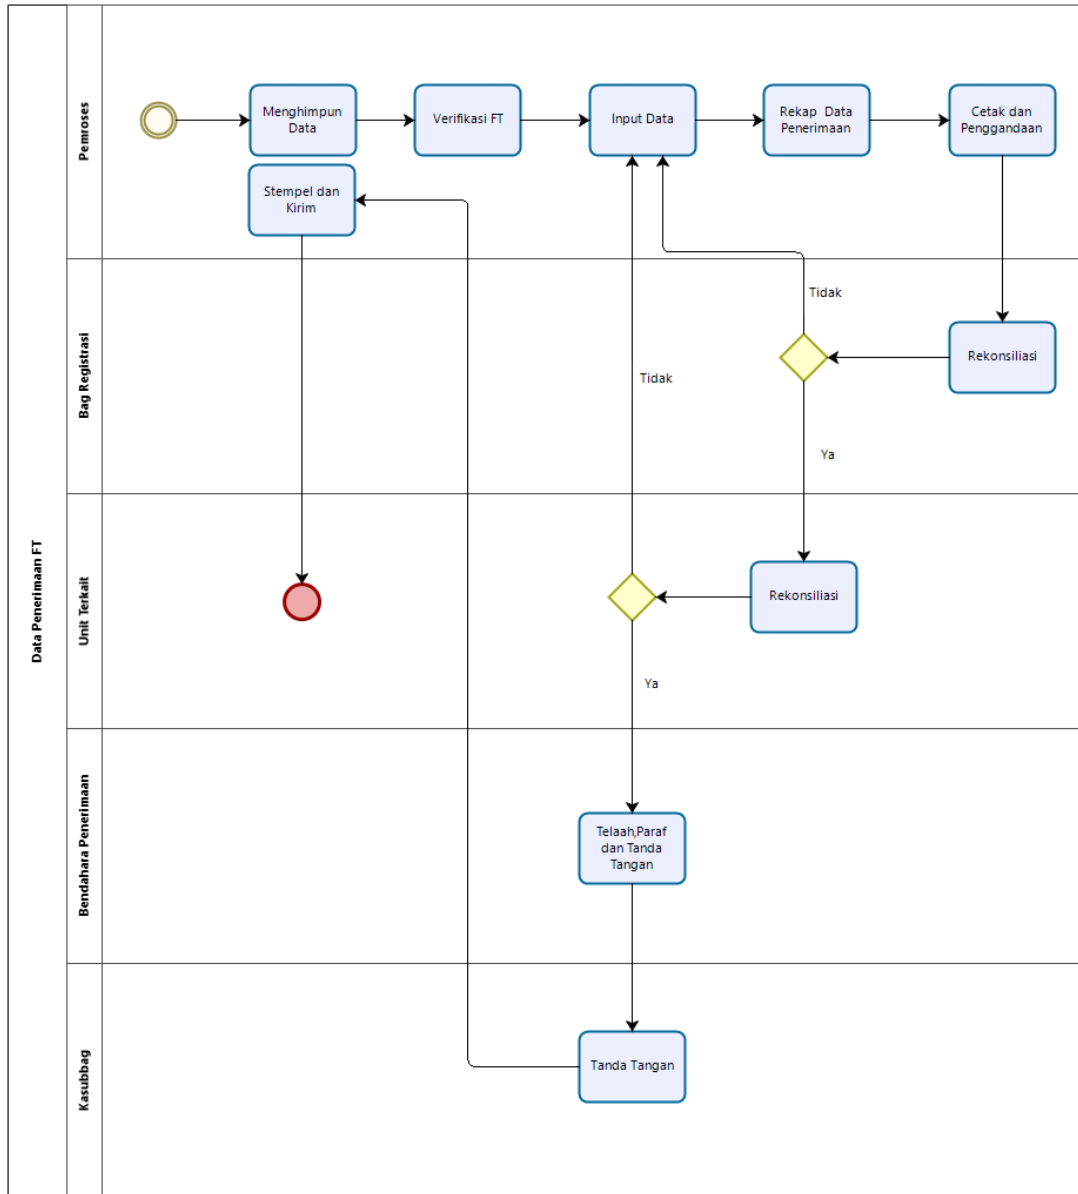 Data Penerimaan FT
Pemroses
Menghimpun
Data
Verifikasi FT
Input Data
Rekap Data
Penerimaan
Cetak dan
Penggandaan
Stempel dan
Kirim
Bag Registrasi
Tidak
Rekonsiliasi
Tidak
Ya
Unit Terkait
Rekonsiliasi
Ya
Bendahara Penerimaan
Telaah,Paraf
dan Tanda
Tangan
Kasubbag
Tanda Tangan